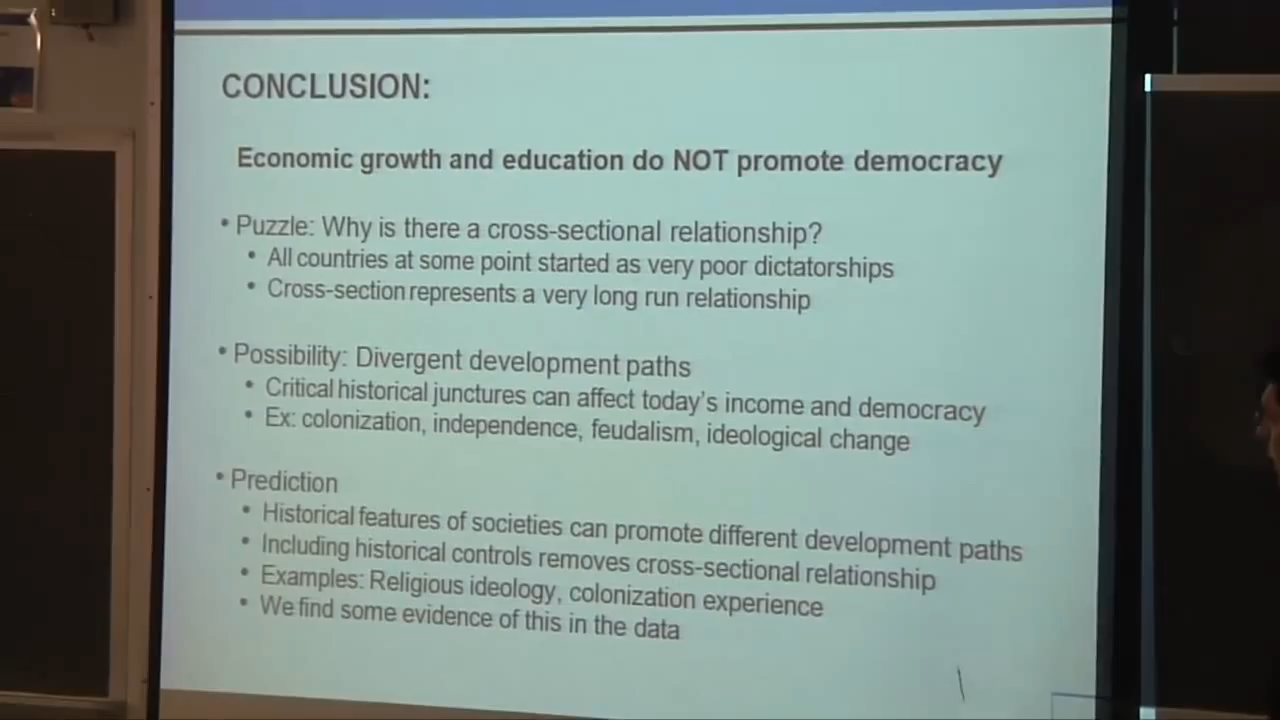 CONCLUSION:
Economic growth and education do NOT promote democracy
• Puzzle: Why is there a cross-sectional relationship?
• All countries at some point started as very poor dictatorships
• Cross-section represents a very long run relationship
• Possibility: Divergent development paths
• Critical historical junctures can affect today's income and democracy
• Ex: colonization, independence, feudalism, ideological change
• Prediction
• Historical features of societies can promote different development paths
• Including historical controls removes cross-sectional relationship
• Examples: Religious ideology, colonization experience
• We find some evidence of this in the data